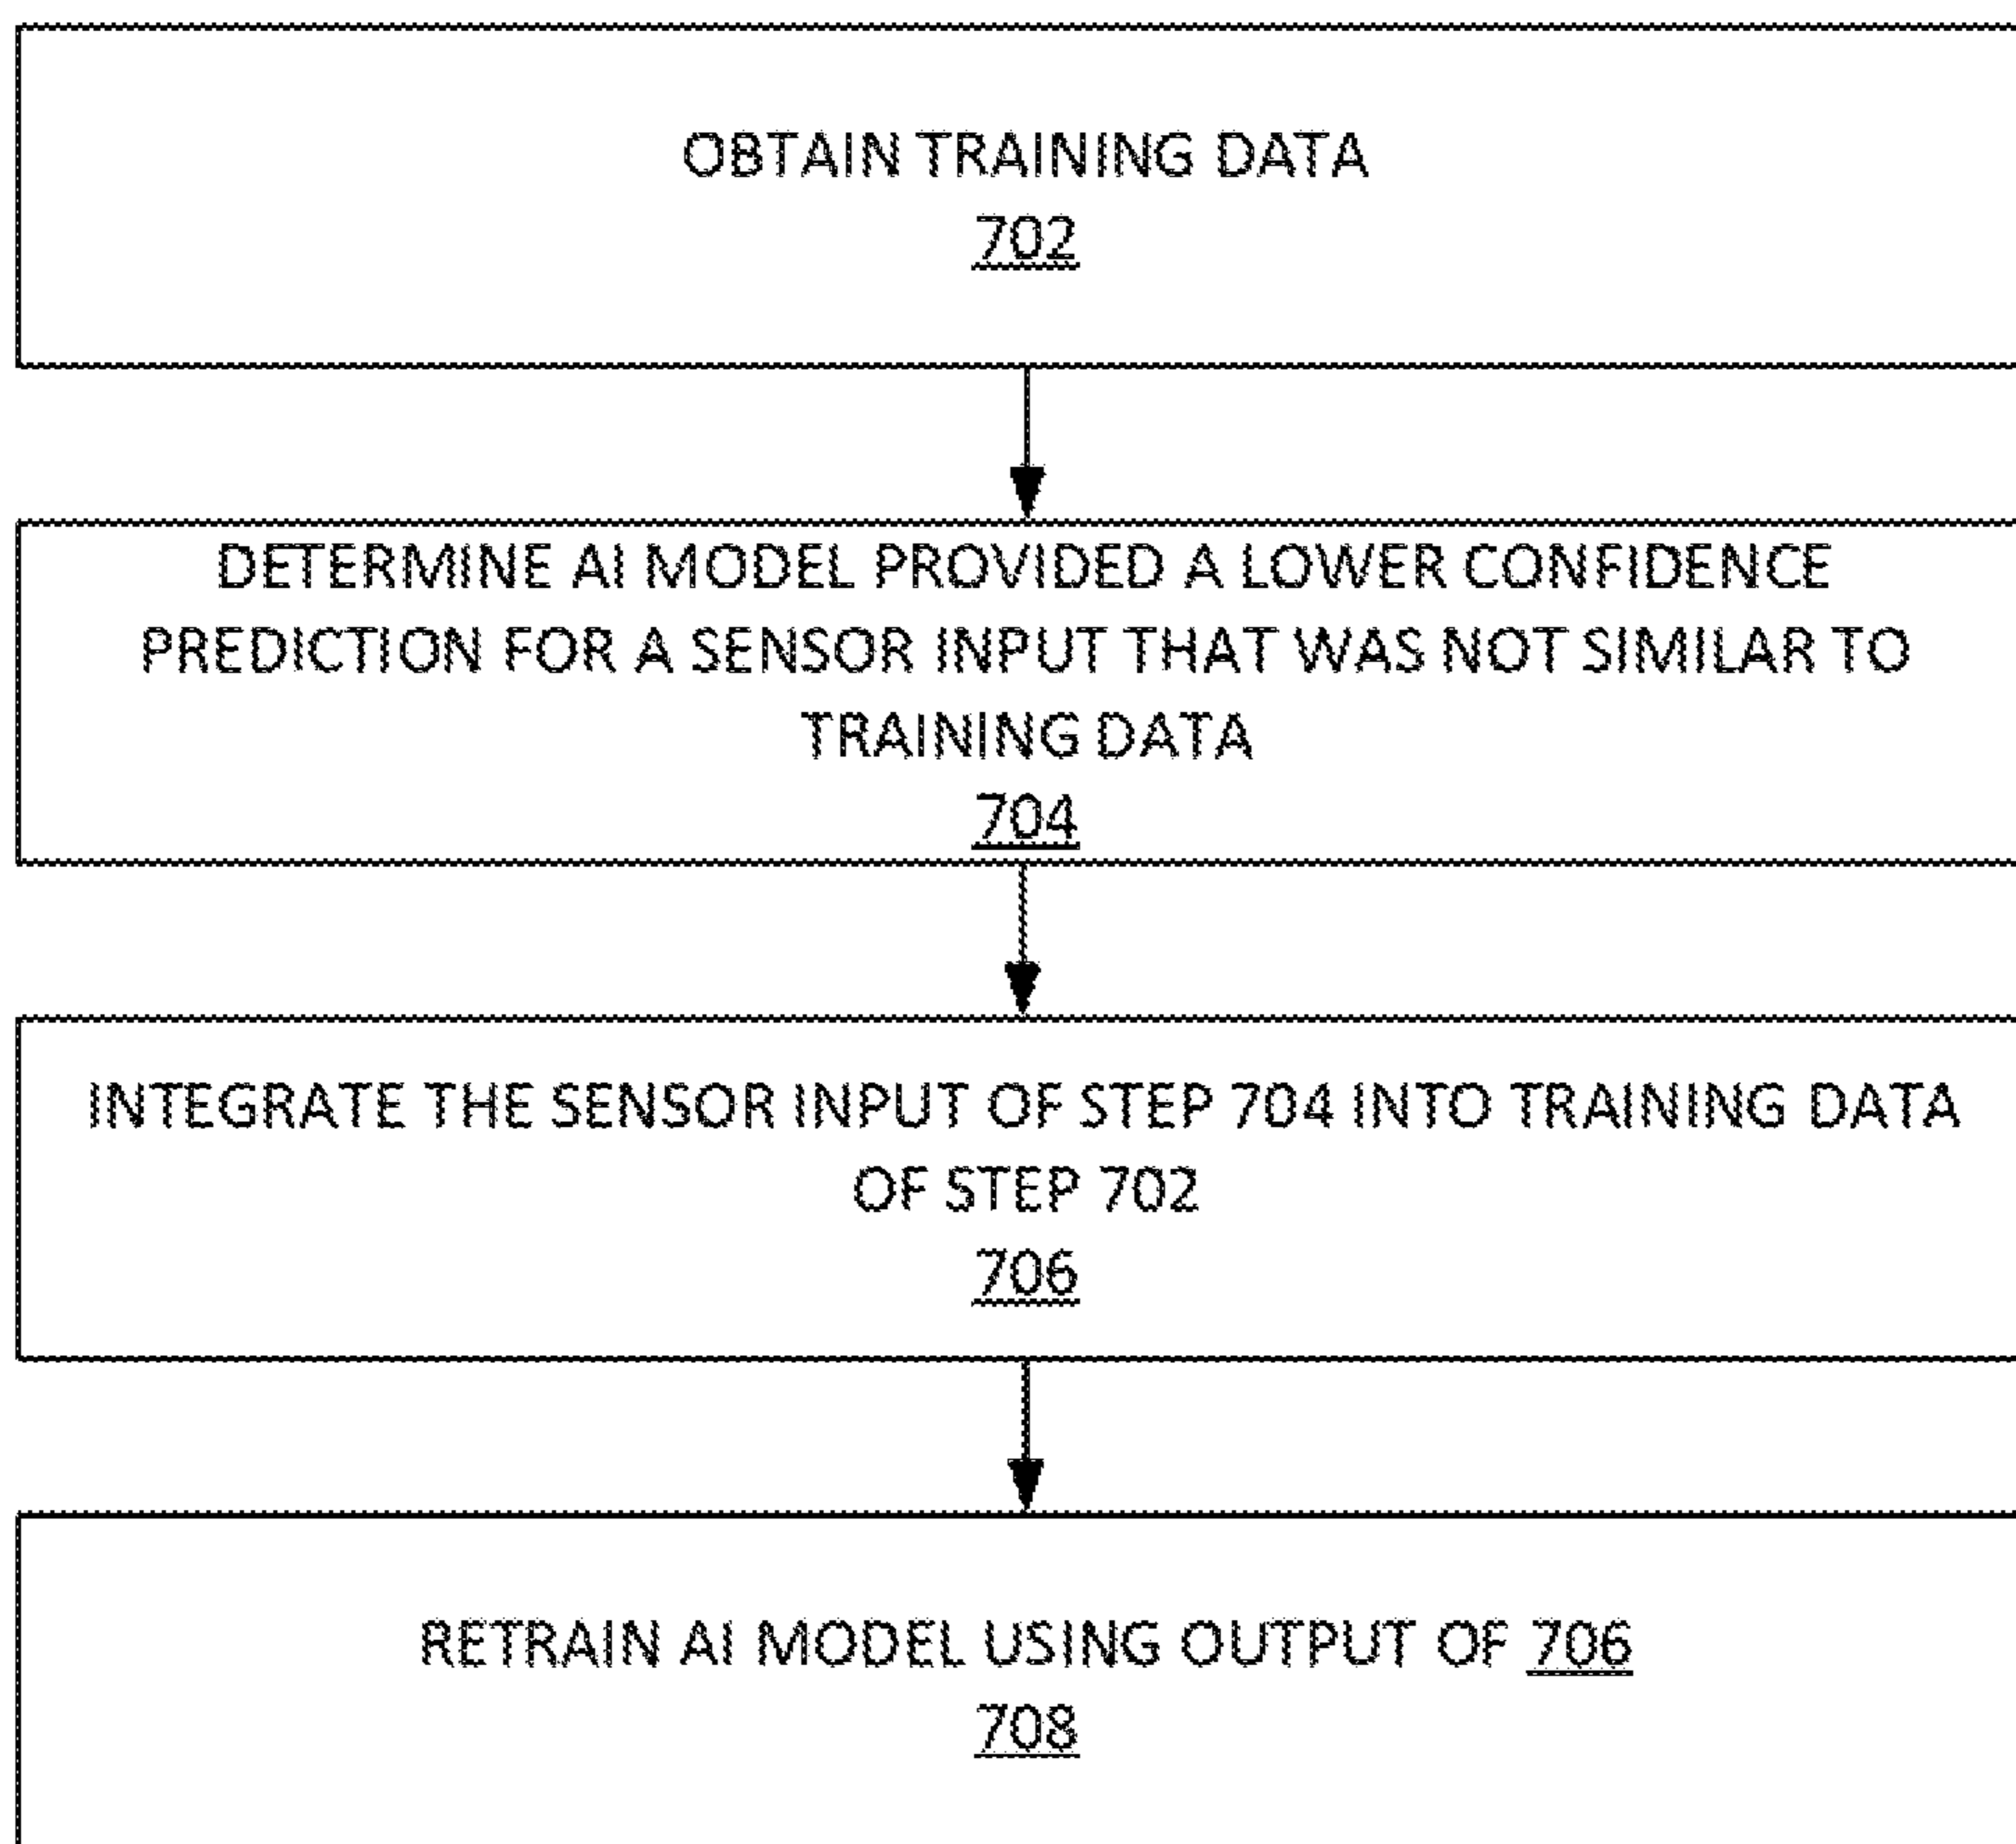 OBTAIN TRAINING DATA
702
DETERMINE AI MODEL PROVIDED A LOWER CONFIDENCE
PREDICTION FOR A SENSOR INPUT THAT WAS NOT SIMILAR TO
TRAINING DATA
704
INTEGRATE THE SENSOR INPUT OF STEP 704 INTO TRAINING DATA
OF STEP 702
706
RETRAIN AI MODEL USING OUTPUT OF 706
708